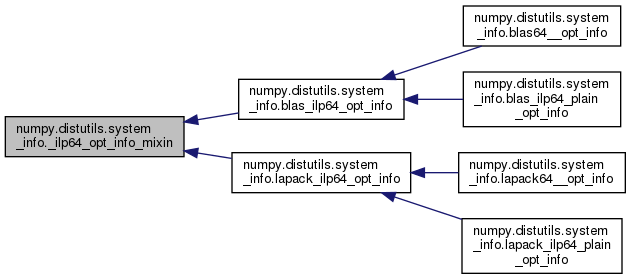 numpy.distutils.system
_info._ilp64_opt_info_mixin
numpy.distutils.system
_info.blas_ilp64_opt_info
numpy.distutils.system
_info.lapack_ilp64_opt_info
numpy.distutils.system
_info.blas64__opt_info
numpy.distutils.system
_info.blas_ilp64_plain
_opt_info
numpy.distutils.system
_info.lapack64__opt_info
numpy.distutils.system
_info.lapack_ilp64_plain
_opt_info